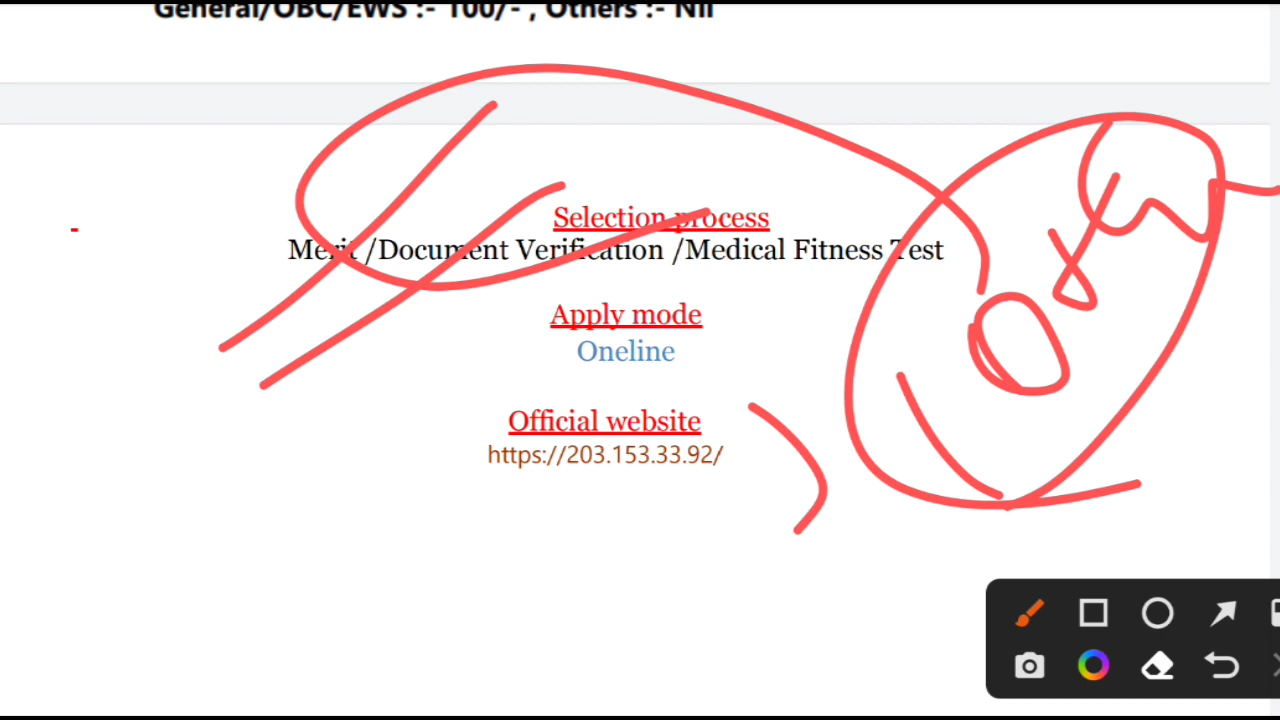 General/OBC/EWS :- 100/- , Others :- Nil
Selection process
Merit /Document Verification /Medical Fitness Test
Apply mode
Oneline
Official website
https://203.153.33.92/